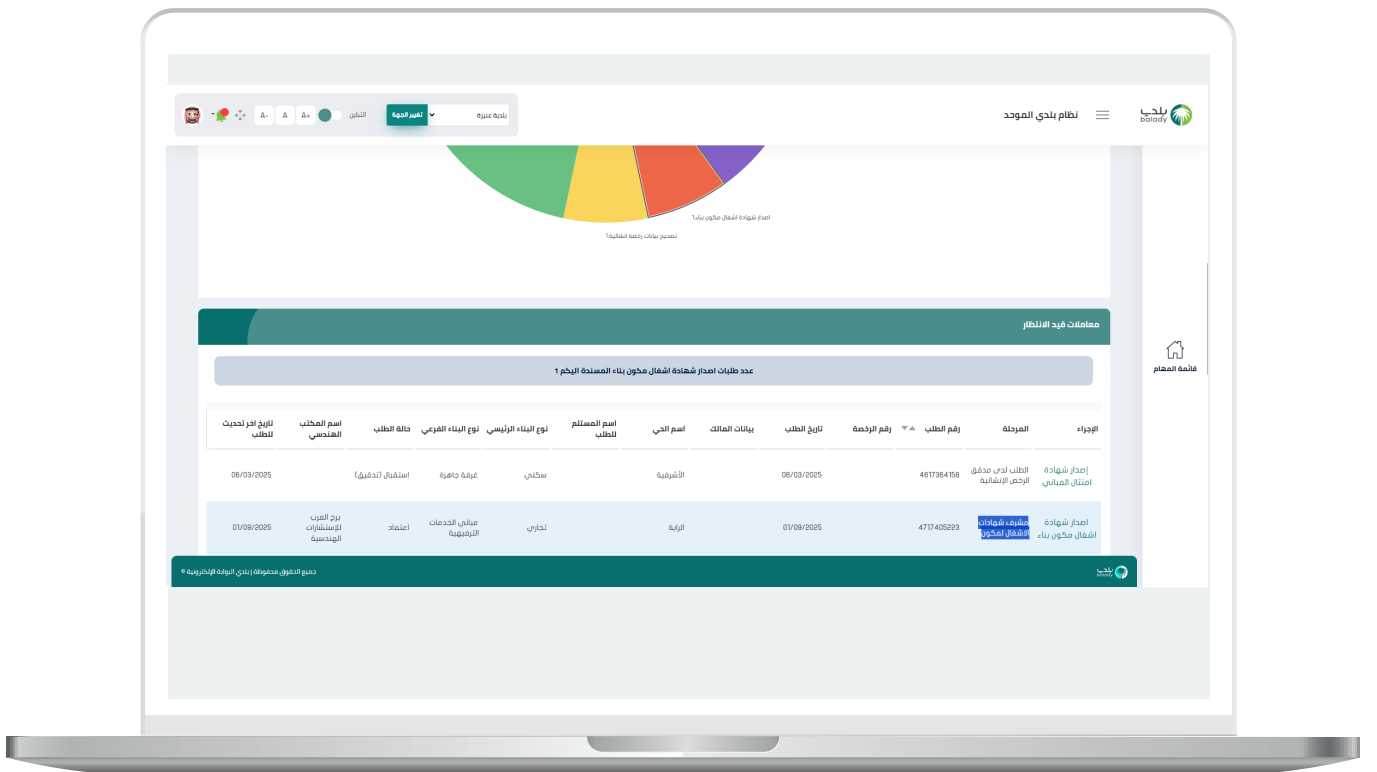 بلدي
balady
نظام بلدي الموحد
بلدية عنيزة
تغيير الجهة
التباين
A+
A
A-
اصدار شهادة اشغال مكون بناء:1
تصحيح بيانات رخصة انشائية:1
معاملات قيد الانتظار
قائمة المهام
عدد طلبات اصدار شهادة اشغال مكون بناء المسندة اليكم 1
الإجراء المرحلة رقم الطلب رقم الرخصة تاريخ الطلب بيانات المالك اسم الحي اسم المستلم للطلب نوع البناء الرئيسي نوع البناء الفرعي حالة الطلب اسم المكتب الهندسي تاريخ اخر تحديث للطلب
إصدار شهادة امتثال المباني الطلب لدى مدقق الرخص الإنشائية 4617364158 06/03/2025 الأشرفية سكني غرفة جاهزة استقبال (تدقيق) 06/03/2025
اصدار شهادة اشغال مكون بناء مشرف شهادات الاشغال لمكون 4717405223 01/09/2025 الراية تجاري مباني الخدمات الترفيهية اعتماد برج العرب للإستشارات الهندسية 01/09/2025
بلدي
balady
جميع الحقوق محفوظة | بلدي البوابة الإلكترونية ©